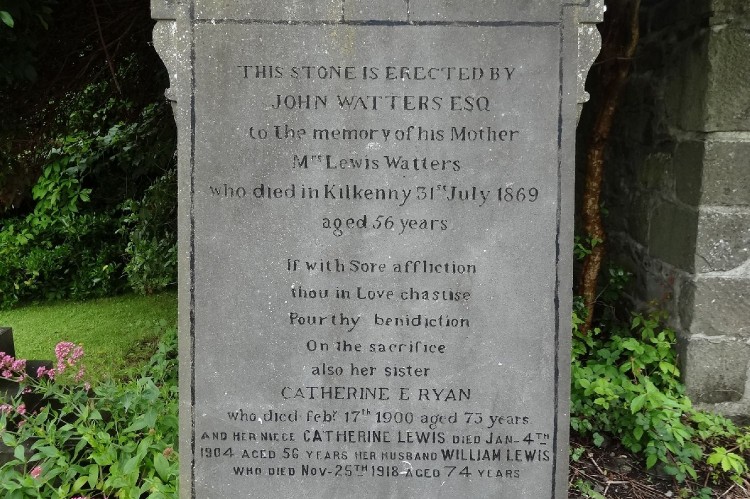 THIS STONE IS ERECTED BY
JOHN WATTERS ESQ
to the memory of his Mother
Mrs Lewis Watters
who died in Kilkenny 31st July 1869
aged 56 years
If with Sore affliction
thou in Love chastise
Pour thy benidiction
On the sacrifice
also her sister
CATHERINE E RYAN
who died feby 17th 1900 aged 73 years
AND HER NIECE CATHERINE LEWIS DIED JAN-4TH
1904 AGED 56 YEARS HER HUSBAND WILLIAM LEWIS
WHO DIED NOV-25TH 1918 AGED 74 YEARS